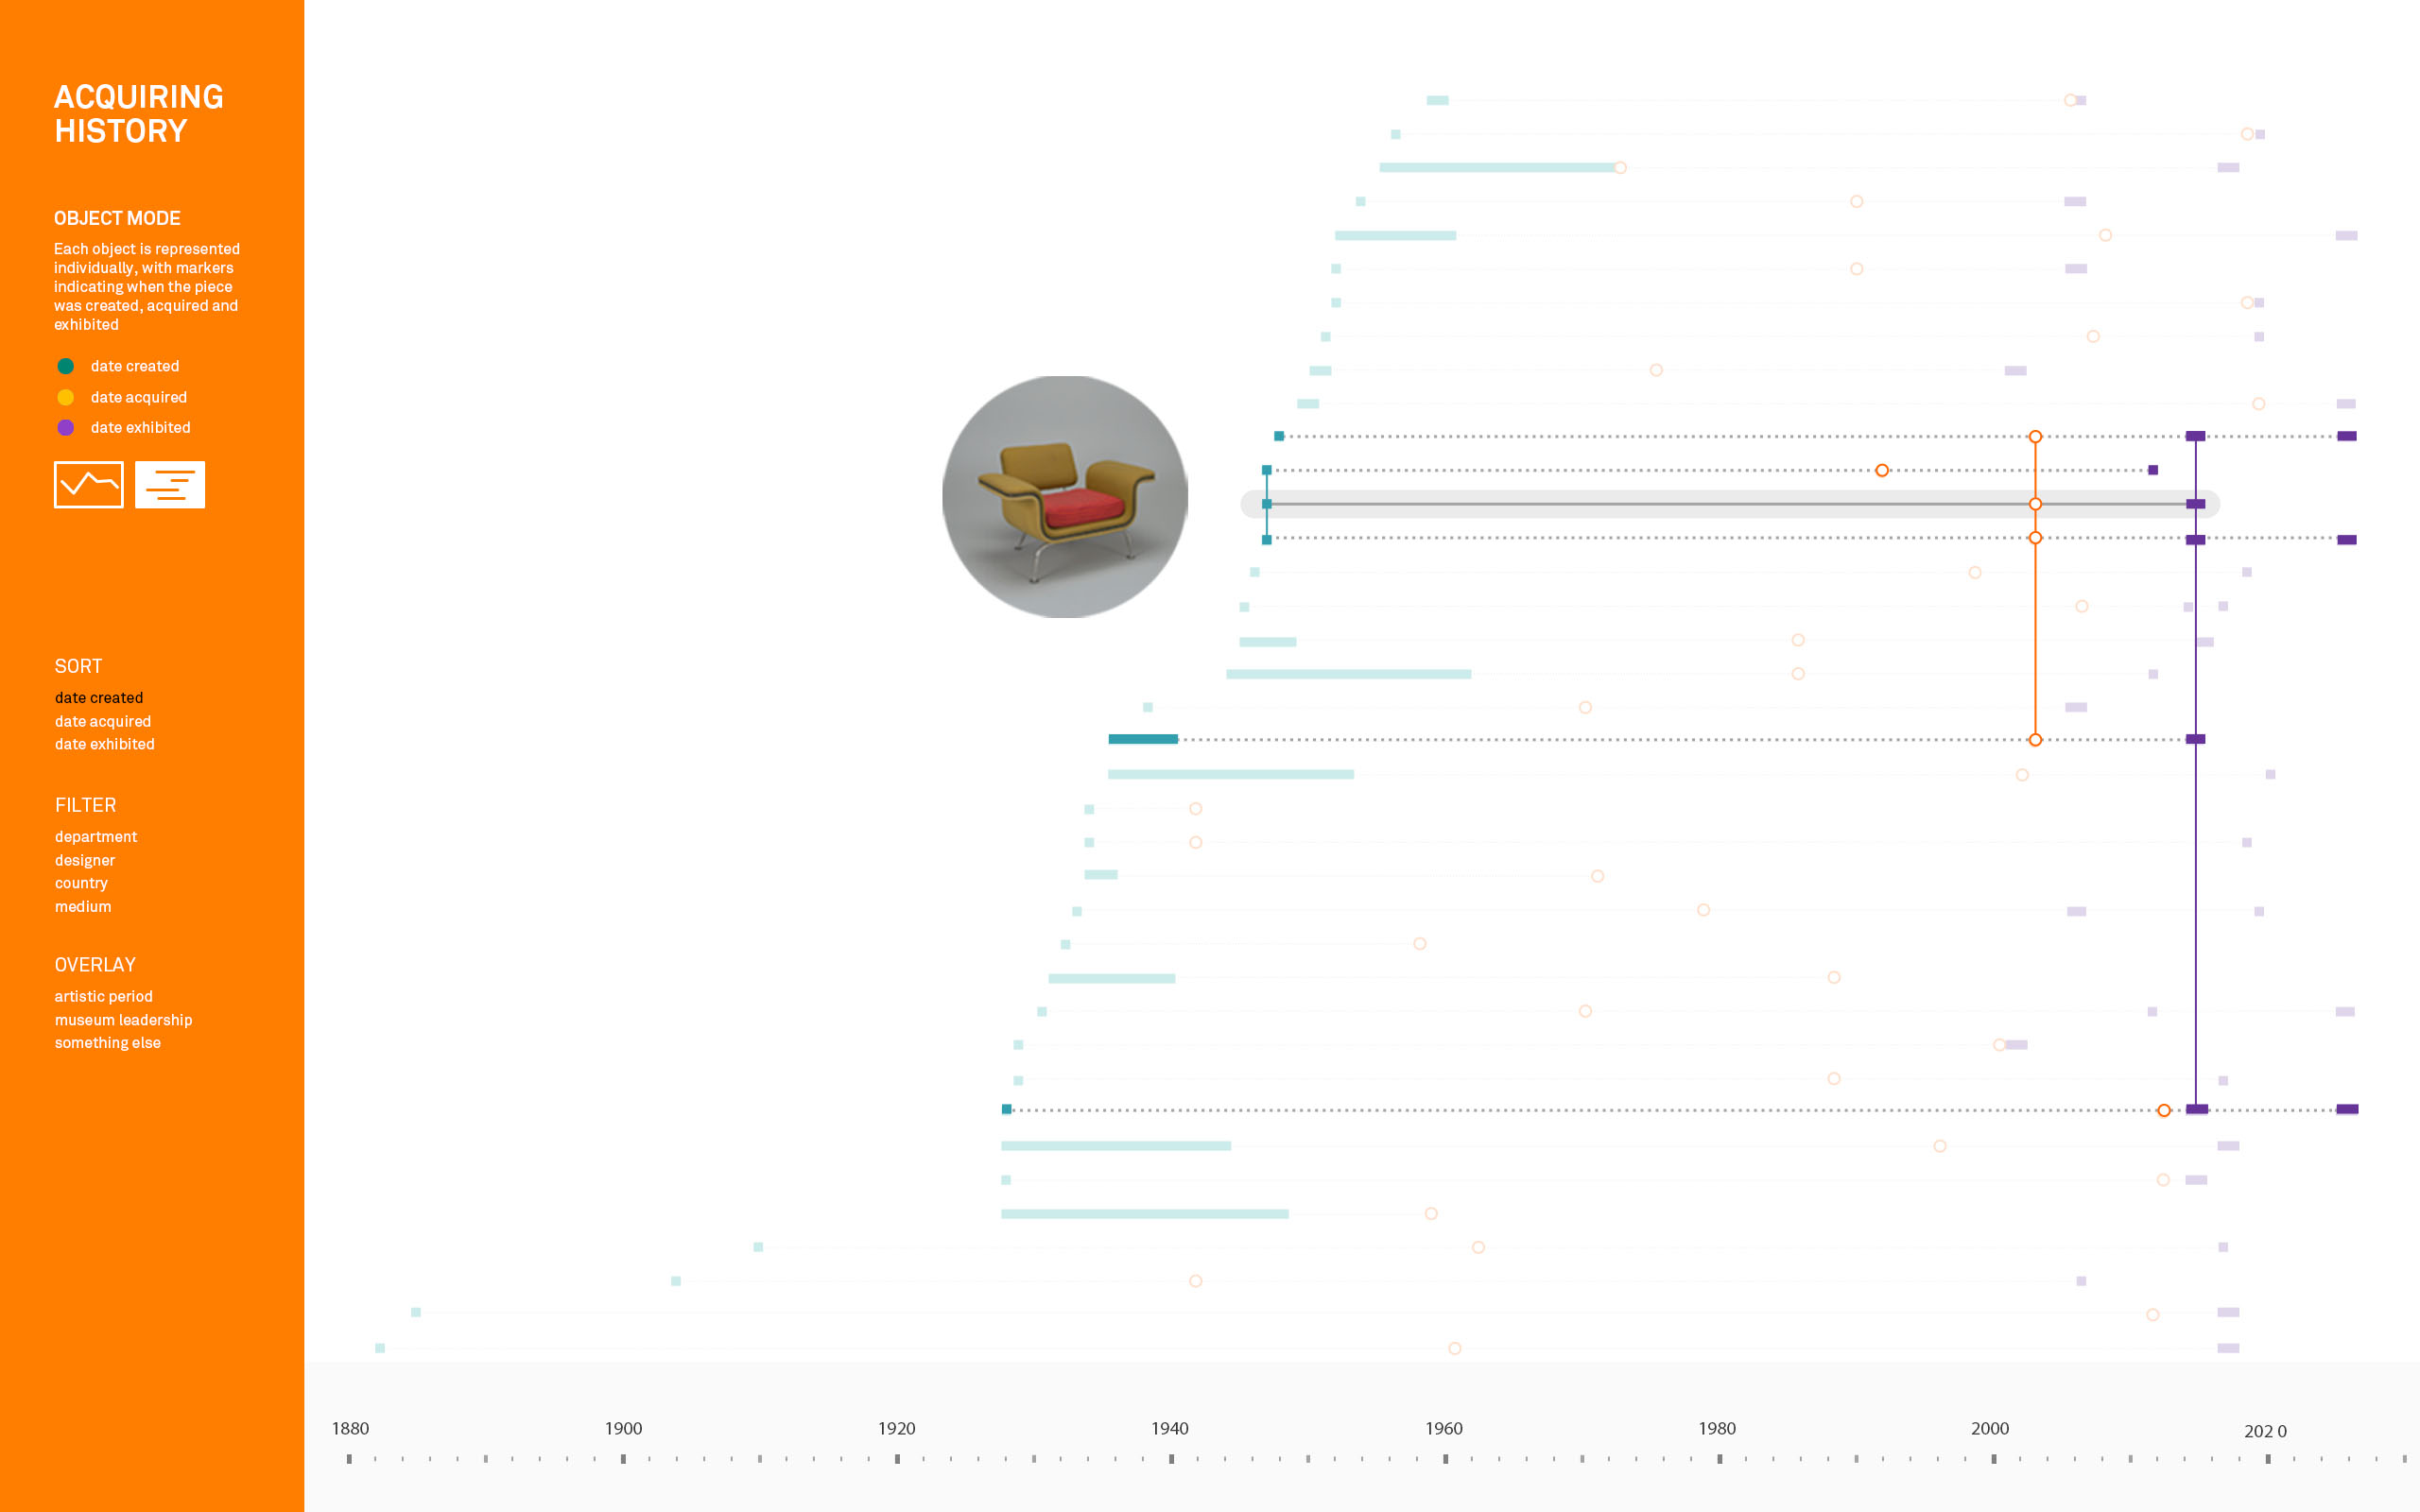 ACQUIRING
HISTORY
OBJECT MODE
Each object is represented
individually, with markers
indicating when the piece
was created, acquired and
exhibited
date created
date acquired
date exhibited
SORT
date created
date acquired
date exhibited
FILTER
department
designer
country
medium
OVERLAY
artistic period
museum leadership
something else
1880 1900 1920 1940 1960 1980 2000 202 0